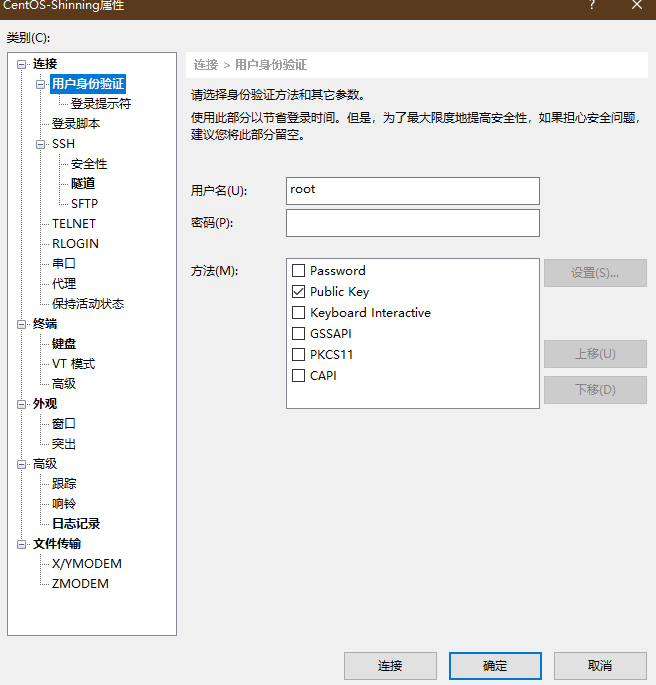 CentOS-Shinning属性
?
类别(C):
连接
用户身份验证
登录提示符
登录脚本
SSH
安全性
隧道
SFTP
TELNET
RLOGIN
串口
代理
保持活动状态
终端
键盘
VT 模式
高级
外观
窗口
突出
高级
跟踪
响铃
日志记录
文件传输
X/YMODEM
ZMODEM
连接 > 用户身份验证
请选择身份验证方法和其它参数。
使用此部分以节省登录时间。但是，为了最大限度地提高安全性，如果担心安全问题，
建议您将此部分留空。
用户名(U):
root
密码(P):
方法(M):
Password
Public Key
Keyboard Interactive
GSSAPI
PKCS11
CAPI
设置(S)...
上移(U)
下移(D)
连接
确定
取消